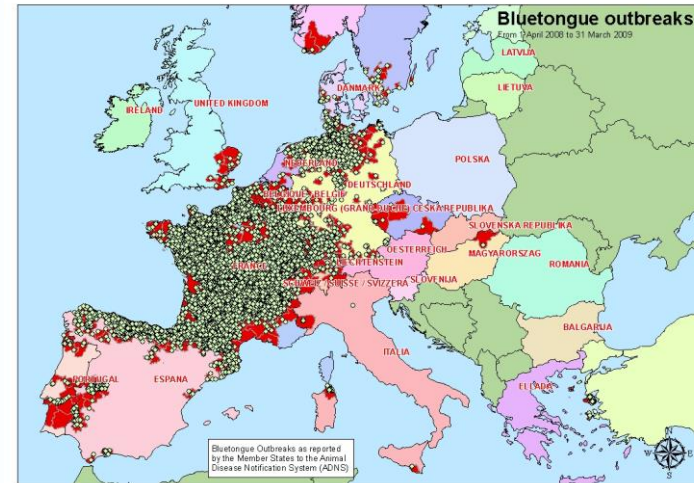 Bluetongue outbreaks
From 1 April 2008 to 31 March 2009
LATVIJA
DANMARK
LIETUVA
UNITED KINGDOM
IRELAND
POLSKA
NEDERLAND
DEUTSCHLAND
BELGIQUE / BELGIË
LUXEMBOURG (GRAND-DUCHÉ)
CESKA REPUBLIKA
SLOVENSKA REPUBLIKA
OESTERREICH
MAGYARORSZAG
FRANCE
LIECHTENSTEIN
ROMANIA
SCHWEIZ / SUISSE / SVIZZERA
SLOVENIJA
BALGARIJA
ITALIA
PORTUGAL
ESPANA
ELLADA
Bluetongue Outbreaks as reported
by the Member States to the Animal
Disease Notification System (ADNS)
N
W
E
S